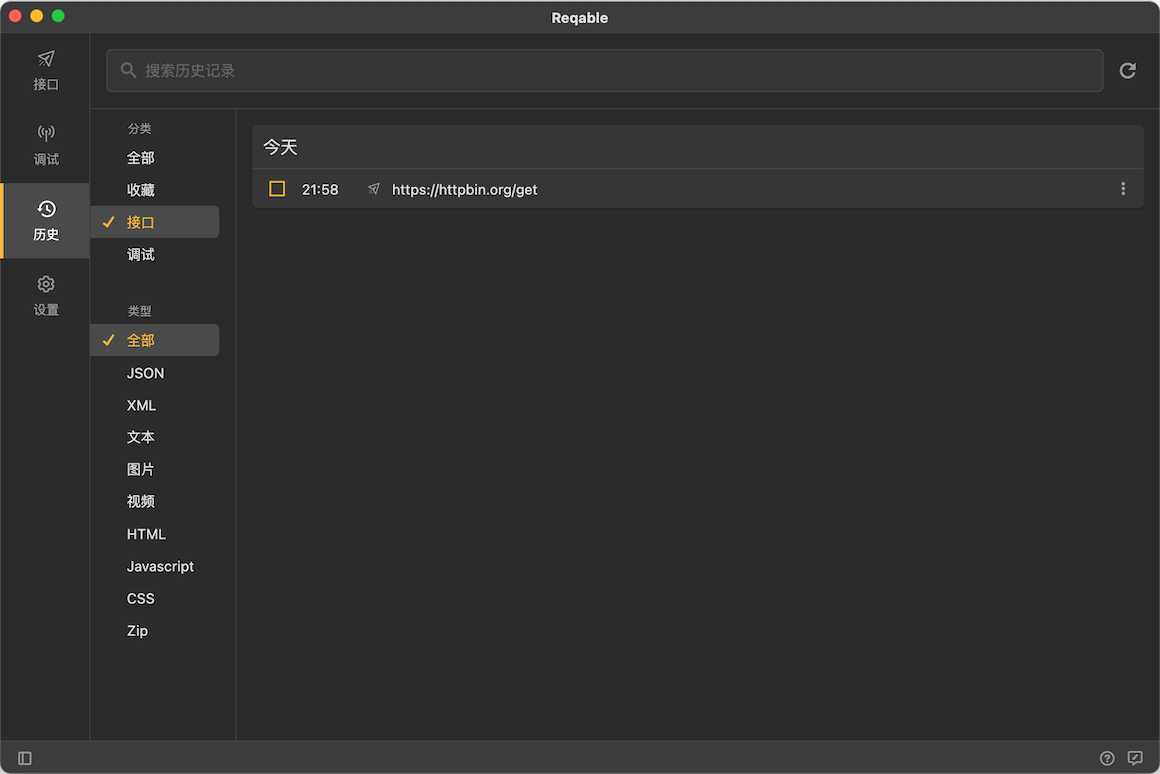 Reqable
接口
调试
历史
设置
搜索历史记录
分类
全部
收藏
接口
调试
类型
全部
JSON
XML
文本
图片
视频
HTML
Javascript
CSS
Zip
今天
21:58 https://httpbin.org/get